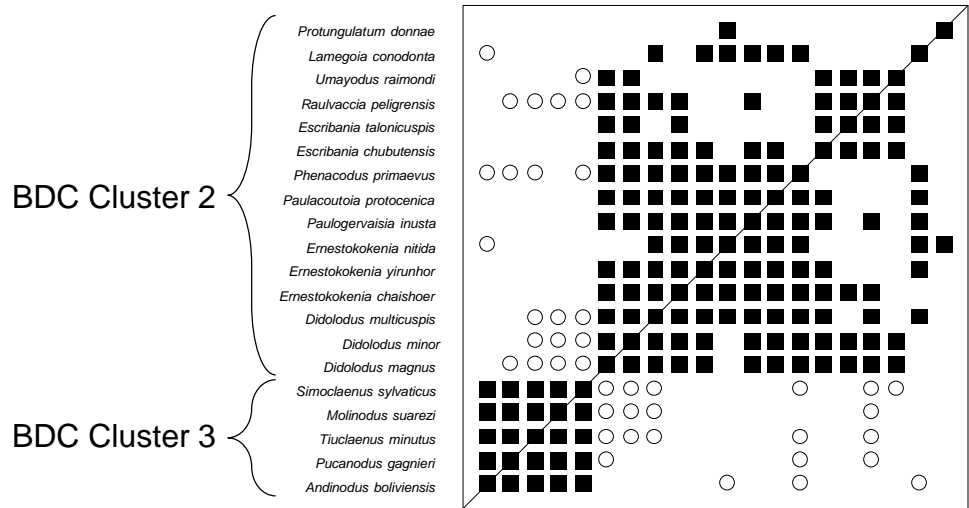 Protungulatum donnae
Lamegoia conodonta
Umayodus raimondi
Raulvaccia peligrensis
Escribania talonicuspis
Escribania chubutensis
Phenacodus primaevus
BDC Cluster 2
Paulacoutoia protocenica
Paulogervaisia inusta
Ernestokokenia nitida
Ernestokokenia yirunhor
Ernestokokenia chaishoer
Didolodus multicuspis
Didolodus minor
Didolodus magnus
Simoclaenus sylvaticus
Molinodus suarezi
BDC Cluster 3
Tiuclaenus minutus
Pucanodus gagnieri
Andinodus boliviensis